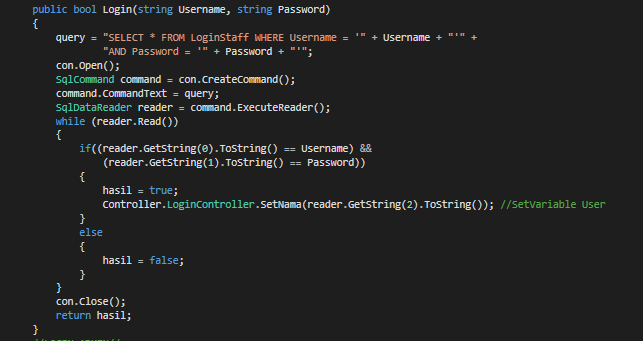 public bool Login(string Username, string Password)
{
query = "SELECT * FROM LoginStaff WHERE Username = '" + Username + "'" +
"AND Password = '" + Password + "'";
con.Open();
SqlCommand command = con.CreateCommand();
command.CommandText = query;
SqlDataReader reader = command.ExecuteReader();
while (reader.Read())
{
if((reader.GetString(0).ToString() == Username) &&
(reader.GetString(1).ToString() == Password))
{
hasil = true;
Controller.LoginController.SetNama(reader.GetString(2).ToString()); //SetVariable User
}
else
{
hasil = false;
}
}
con.Close();
return hasil;
}